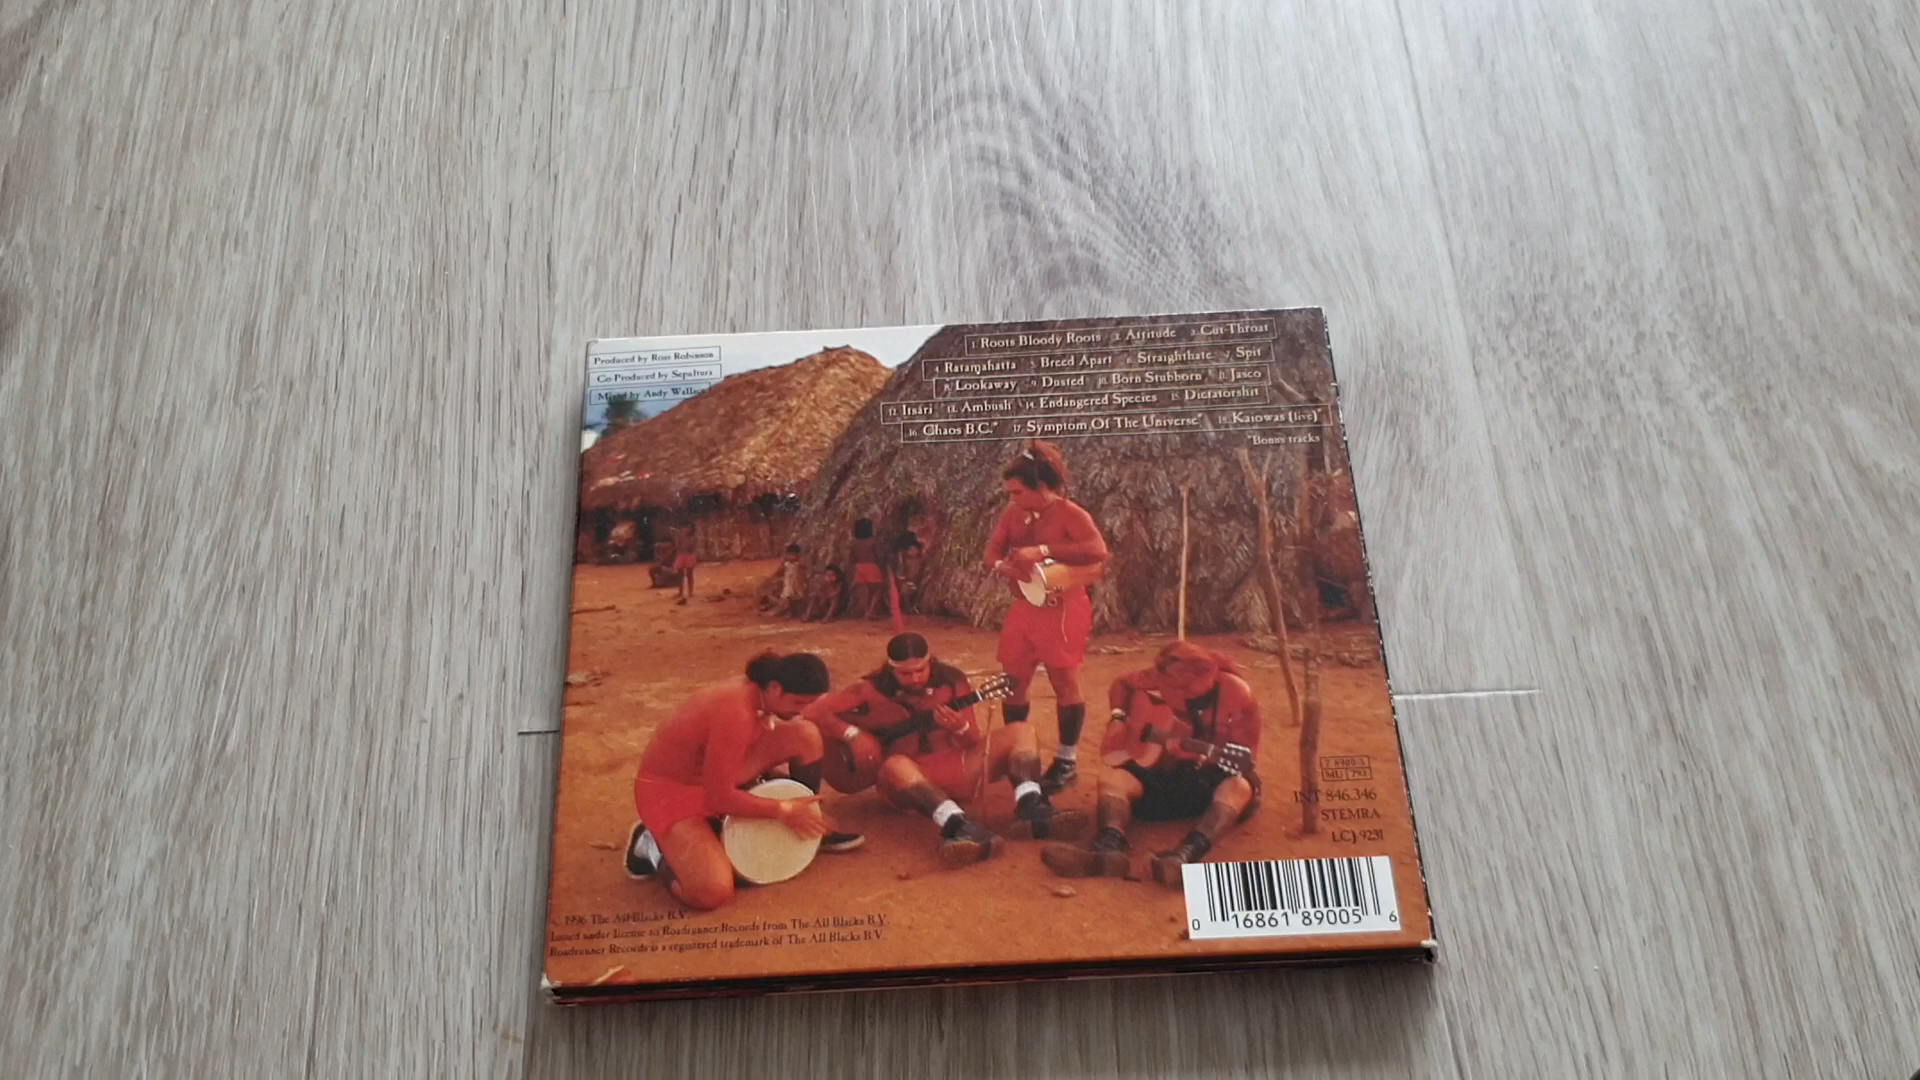 Produced by Ross Robinson
Co-Produced by Sepultura
Mixed by Andy Wallace
1. Roots Bloody Roots 2. Attitude 3. Cut-Throat
4. Ratamahatta 5. Breed Apart 6. Straighthate 7. Spit
8. Lookaway 9. Dusted 10. Born Stubborn 11. Jasco
12. Itsári 13. Ambush 14. Endangered Species 15. Dictatorshit
16. Chaos B.C.* 17. Symptom Of The Universe* 18. Kaiowas (live)*
*Bonus tracks
INT 846.346
STEMRA
LC 9231
0 16861 89005 6
© 1996 The All Blacks B.V.
Issued under license to Roadrunner Records from The All Blacks B.V.
Roadrunner Records is a registered trademark of The All Blacks B.V.